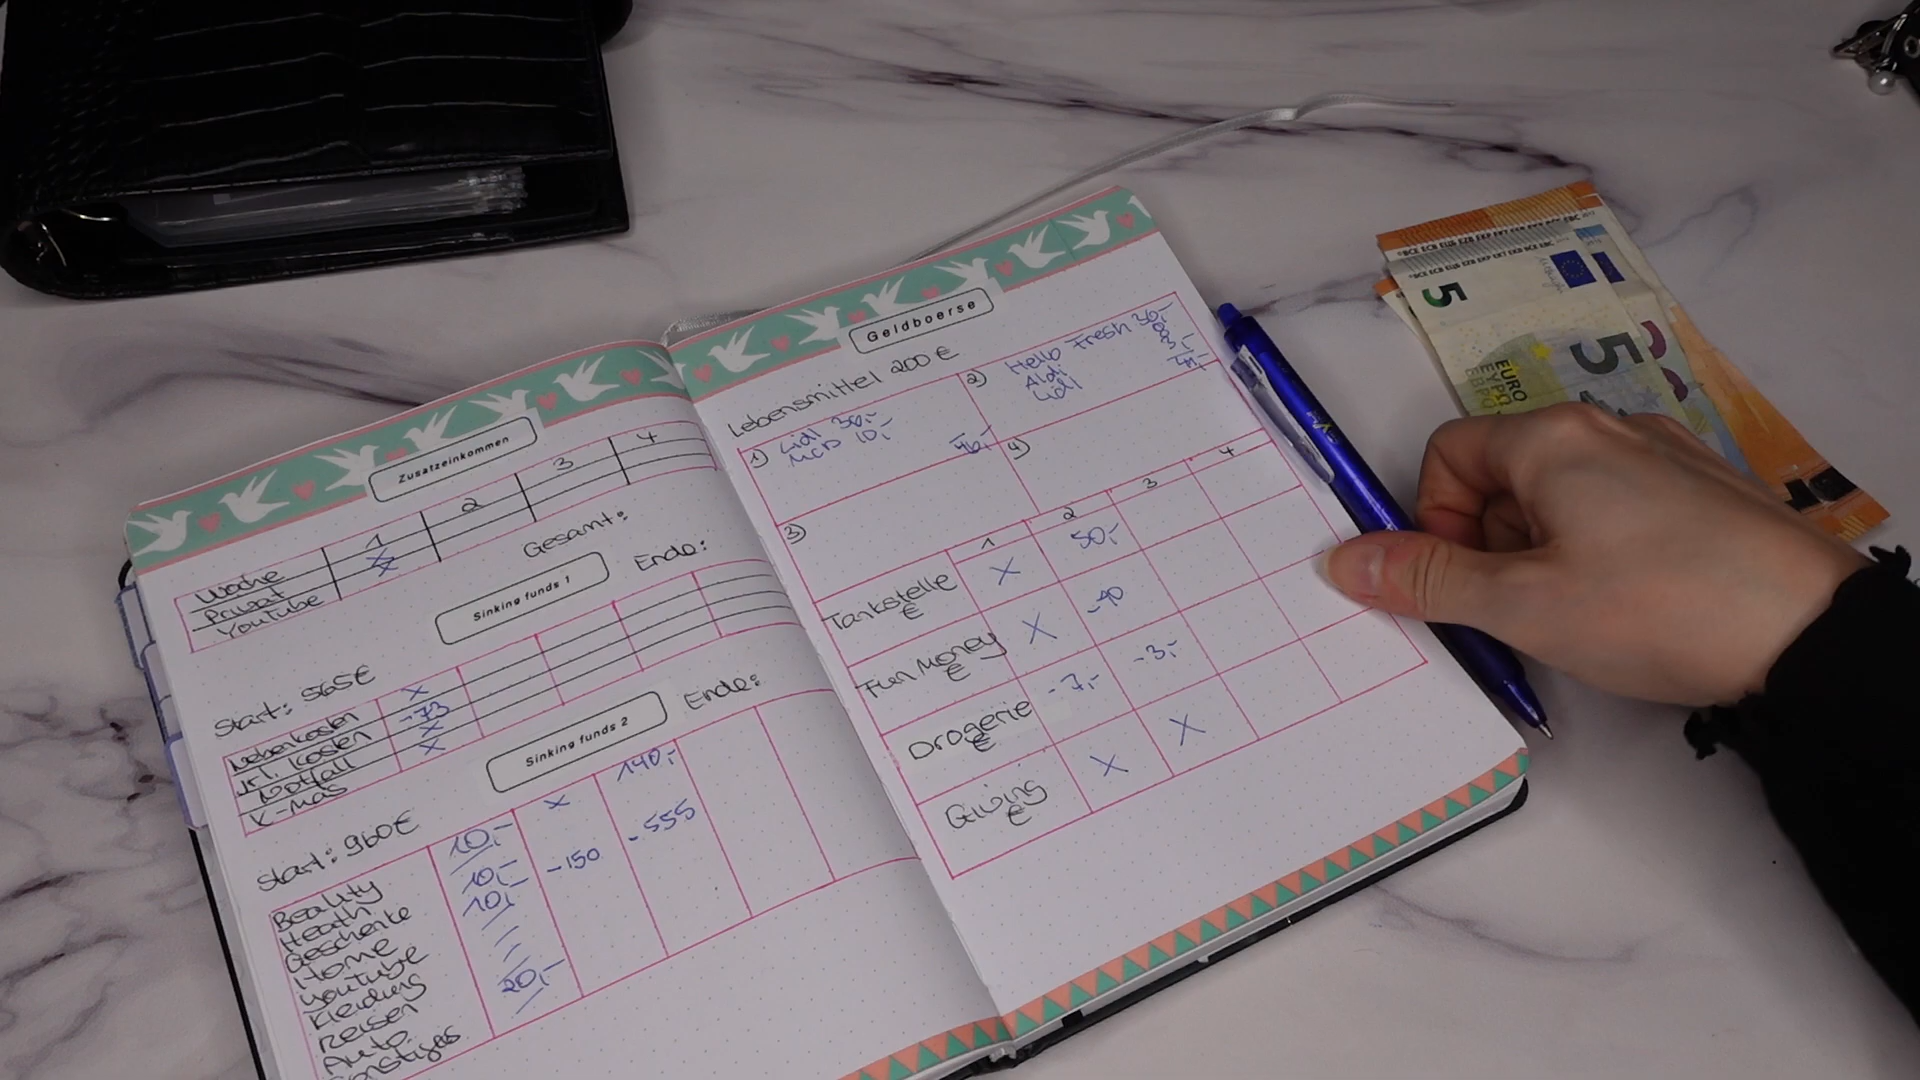 Zusatzeinkommen
1 2 3 4
Woche
Privat X
YouTube X
Gesamt:
Sinking funds 1
Start: 565€ Ende:
Nebenkosten X
Jrl. Kosten -73
Notfall X
X-mas X
Sinking funds 2
Start: 960€ Ende:
Beauty 10,- X 140,-
Health 10,- -150 -555
Geschenke 10,-
Home
YouTube
Kleidung 20,-
Reisen
Auto
Sonstiges
Geldboerse
Lebensmittel 200€
1) Lidl 30,-
McD 10,-
2) Hello Fresh 30,-
Aldi
Lidl
3)
4)
1 2 3 4
Tankstelle € X 50,-
Fun Money € X -40
Drogerie € -7,- -3,-
Giving € X X
5
5
EURO